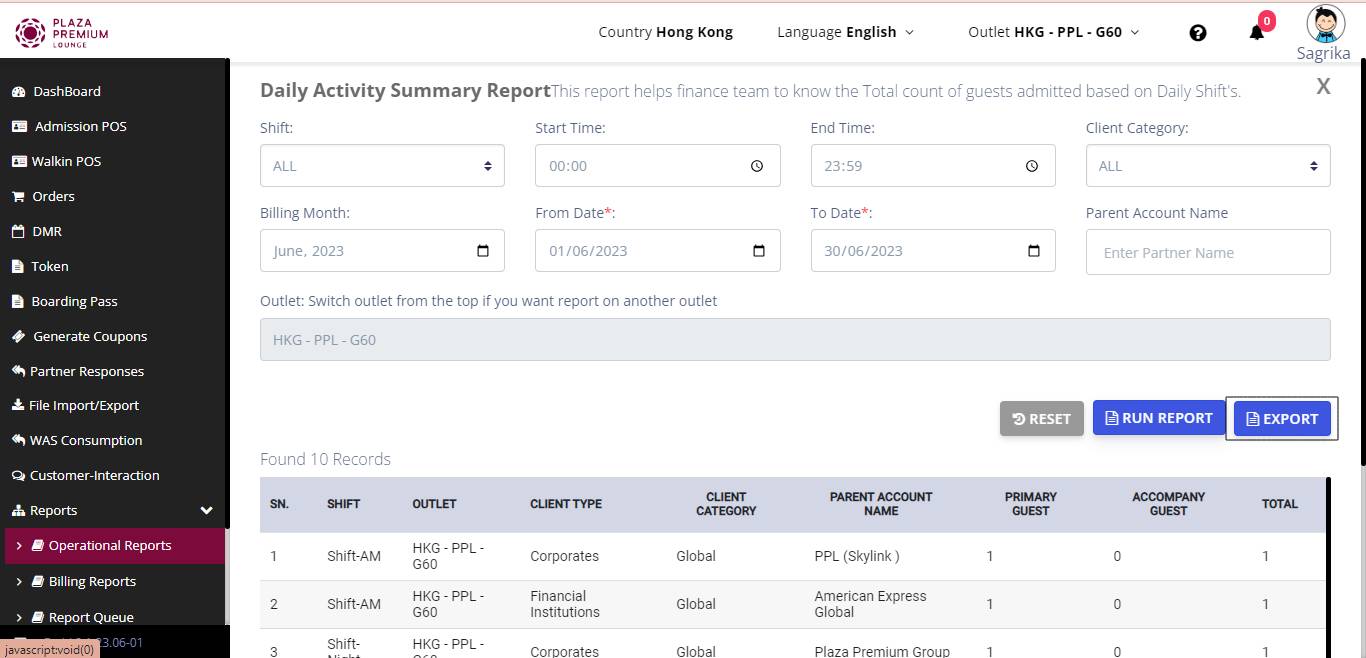 PLAZA
PREMIUM
LOUNGE
Country Hong Kong
Language English
Outlet HKG - PPL - G60
0
Sagrika
DashBoard
Admission POS
Walkin POS
Orders
DMR
Token
Boarding Pass
Generate Coupons
Partner Responses
File Import/Export
WAS Consumption
Customer-Interaction
Reports
Operational Reports
Billing Reports
Report Queue
23.06-01
javascript:void(0)
Daily Activity Summary ReportThis report helps finance team to know the Total count of guests admitted based on Daily Shift's.
X
Shift: Start Time: End Time: Client Category:
ALL 00:00 23:59 ALL
Billing Month: From Date*: To Date*: Parent Account Name
June, 2023 01/06/2023 30/06/2023 Enter Partner Name
Outlet: Switch outlet from the top if you want report on another outlet
HKG - PPL - G60
RESET RUN REPORT EXPORT
Found 10 Records
SN. SHIFT OUTLET CLIENT TYPE CLIENT CATEGORY PARENT ACCOUNT NAME PRIMARY GUEST ACCOMPANY GUEST TOTAL
1 Shift-AM HKG - PPL - G60 Corporates Global PPL (Skylink ) 1 0 1
2 Shift-AM HKG - PPL - G60 Financial Institutions Global American Express Global 1 0 1
3 Shift-Night HKG - PPL - G60 Corporates Global Plaza Premium Group 1 0 1